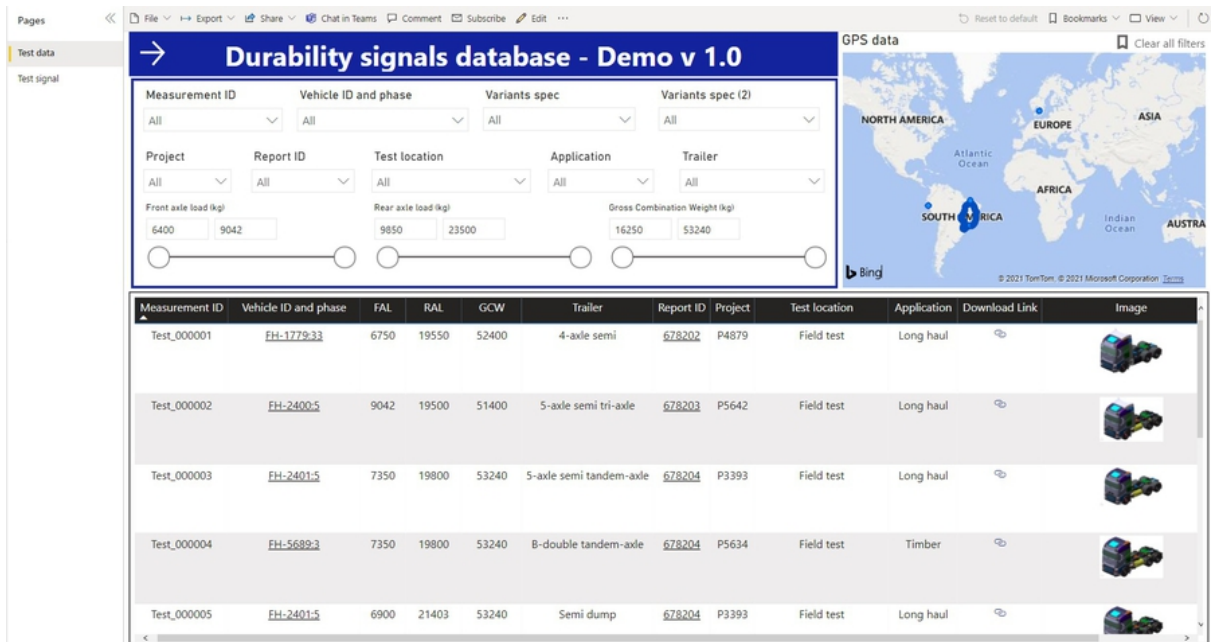 Pages
Test data
Test signal
File Export Share Chat in Teams Comment Subscribe Edit ... Reset to default Bookmarks View
Durability signals database - Demo v 1.0
Measurement ID Vehicle ID and phase Variants spec Variants spec (2)
All All All All
Project Report ID Test location Application Trailer
All All All All All
Front axle load (kg) Rear axle load (kg) Gross Combination Weight (kg)
6400 9042 9850 23500 16250 53240
GPS data Clear all filters
NORTH AMERICA EUROPE ASIA
Atlantic
Ocean
AFRICA
SOUTH AMERICA Indian
Ocean AUSTRA
Bing © 2021 TomTom, © 2021 Microsoft Corporation Terms
Measurement ID Vehicle ID and phase FAL RAL GCW Trailer Report ID Project Test location Application Download Link Image
Test_000001 FH-1779:33 6750 19550 52400 4-axle semi 678202 P4879 Field test Long haul
Test_000002 FH-2400:5 9042 19500 51400 5-axle semi tri-axle 678203 P5642 Field test Long haul
Test_000003 FH-2401:5 7350 19800 53240 5-axle semi tandem-axle 678204 P3393 Field test Long haul
Test_000004 FH-5689:3 7350 19800 53240 B-double tandem-axle 678204 P5634 Field test Timber
Test_000005 FH-2401:5 6900 21403 53240 Semi dump 678204 P3393 Field test Long haul